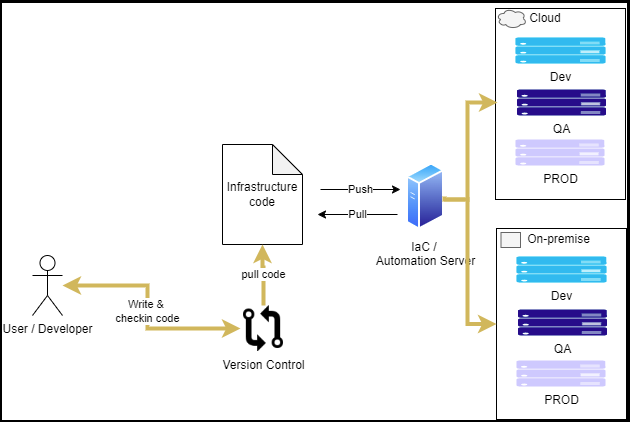 Cloud
Dev
QA
PROD
Infrastructure
code
Push
Pull
IaC /
Automation Server
On-premise
Dev
QA
PROD
pull code
User / Developer
Write &
checkin code
Version Control